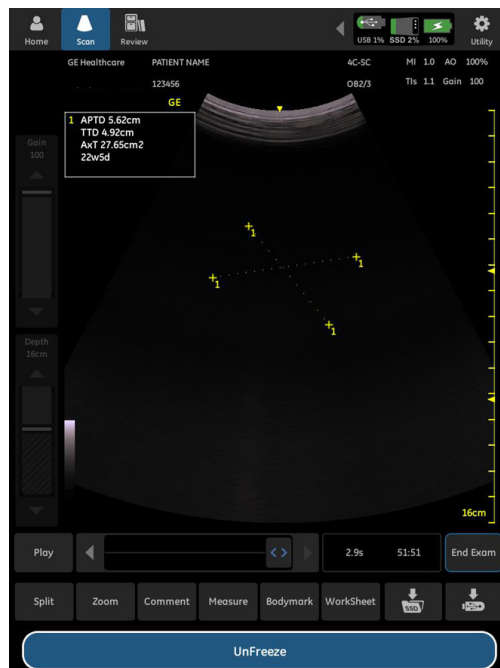 Home
Scan
Review
USB 1% SSD 2% 100%
Utility
GE Healthcare PATIENT NAME 4C-SC MI 1.0 AO 100%
123456 OB2/3 TIs 1.1 Gain 100
GE
1 APTD 5.62cm
TTD 4.92cm
AxT 27.65cm2
22w5d
Gain
100
1
1
1
1
Depth
16cm
16cm
Play
2.9s 51:51
End Exam
Split
Zoom
Comment
Measure
Bodymark
WorkSheet
SSD
UnFreeze